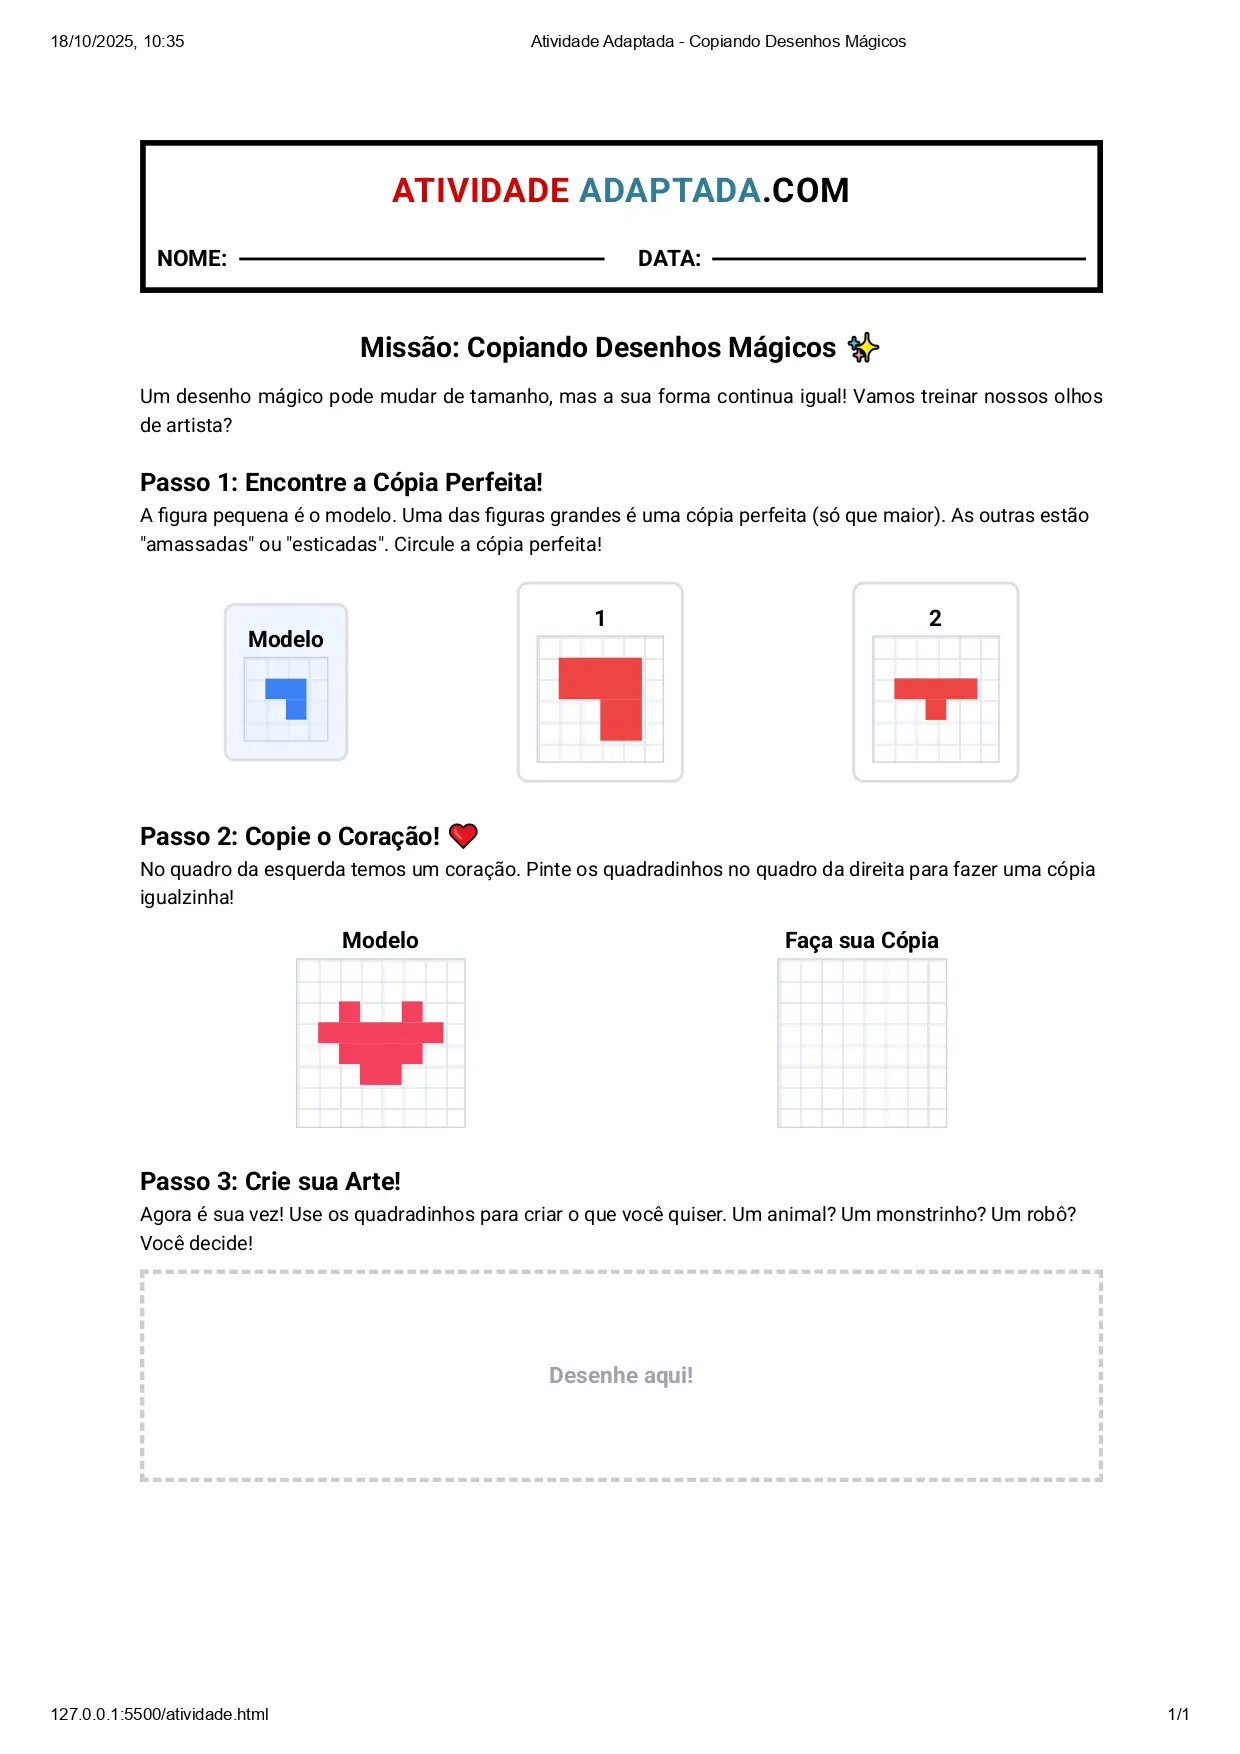 18/10/2025, 10:35
Atividade Adaptada - Copiando Desenhos Mágicos
ATIVIDADE ADAPTADA.COM
NOME:
DATA:
Missão: Copiando Desenhos Mágicos ✨
Um desenho mágico pode mudar de tamanho, mas a sua forma continua igual! Vamos treinar nossos olhos
de artista?
Passo 1: Encontre a Cópia Perfeita!
A figura pequena é o modelo. Uma das figuras grandes é uma cópia perfeita (só que maior). As outras estão
"amassadas" ou "esticadas". Circule a cópia perfeita!
Modelo
1
2
Passo 2: Copie o Coração! ❤️
No quadro da esquerda temos um coração. Pinte os quadradinhos no quadro da direita para fazer uma cópia
igualzinha!
Modelo
Faça sua Cópia
Passo 3: Crie sua Arte!
Agora é sua vez! Use os quadradinhos para criar o que você quiser. Um animal? Um monstrinho? Um robô?
Você decide!
Desenhe aqui!
127.0.0.1:5500/atividade.html
1/1